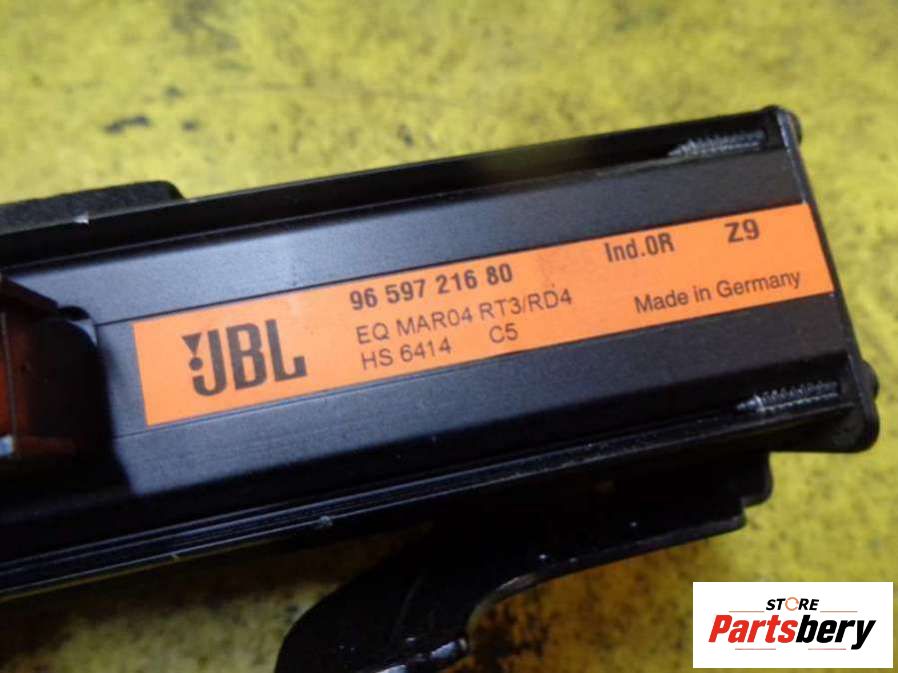 JBL
96 597 216 80
Ind.0R
Z9
EQ MAR04 RT3/RD4
Made in Germany
HS 6414 C5
STORE
Partsbery